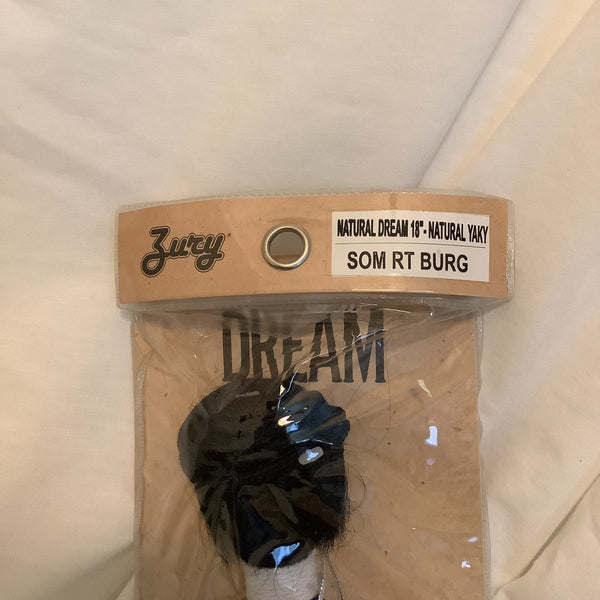 Zury®
NATURAL DREAM 18"- NATURAL YAKY
SOM RT BURG
DREAM